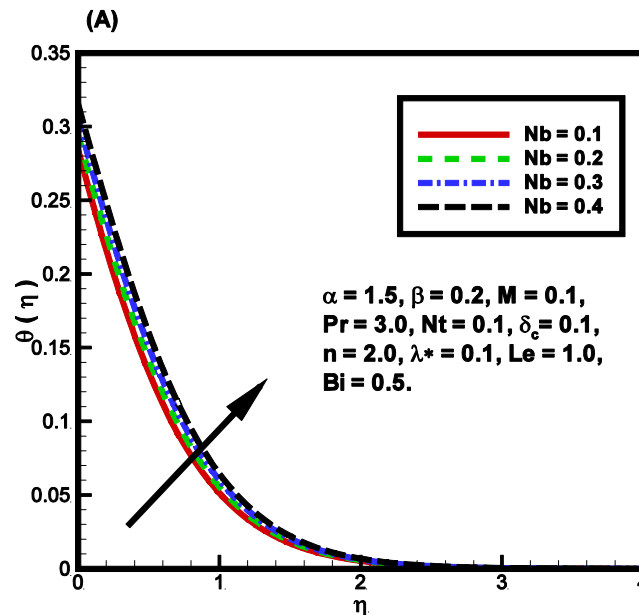 (A)
0.35
0.3
0.25
0.2
0.15
0.1
0.05
0
θ ( η )
0
1
2
3
4
η
Nb = 0.1
Nb = 0.2
Nb = 0.3
Nb = 0.4
α = 1.5, β = 0.2, M = 0.1,
Pr = 3.0, Nt = 0.1, δc= 0.1,
n = 2.0, λ* = 0.1, Le = 1.0,
Bi = 0.5.